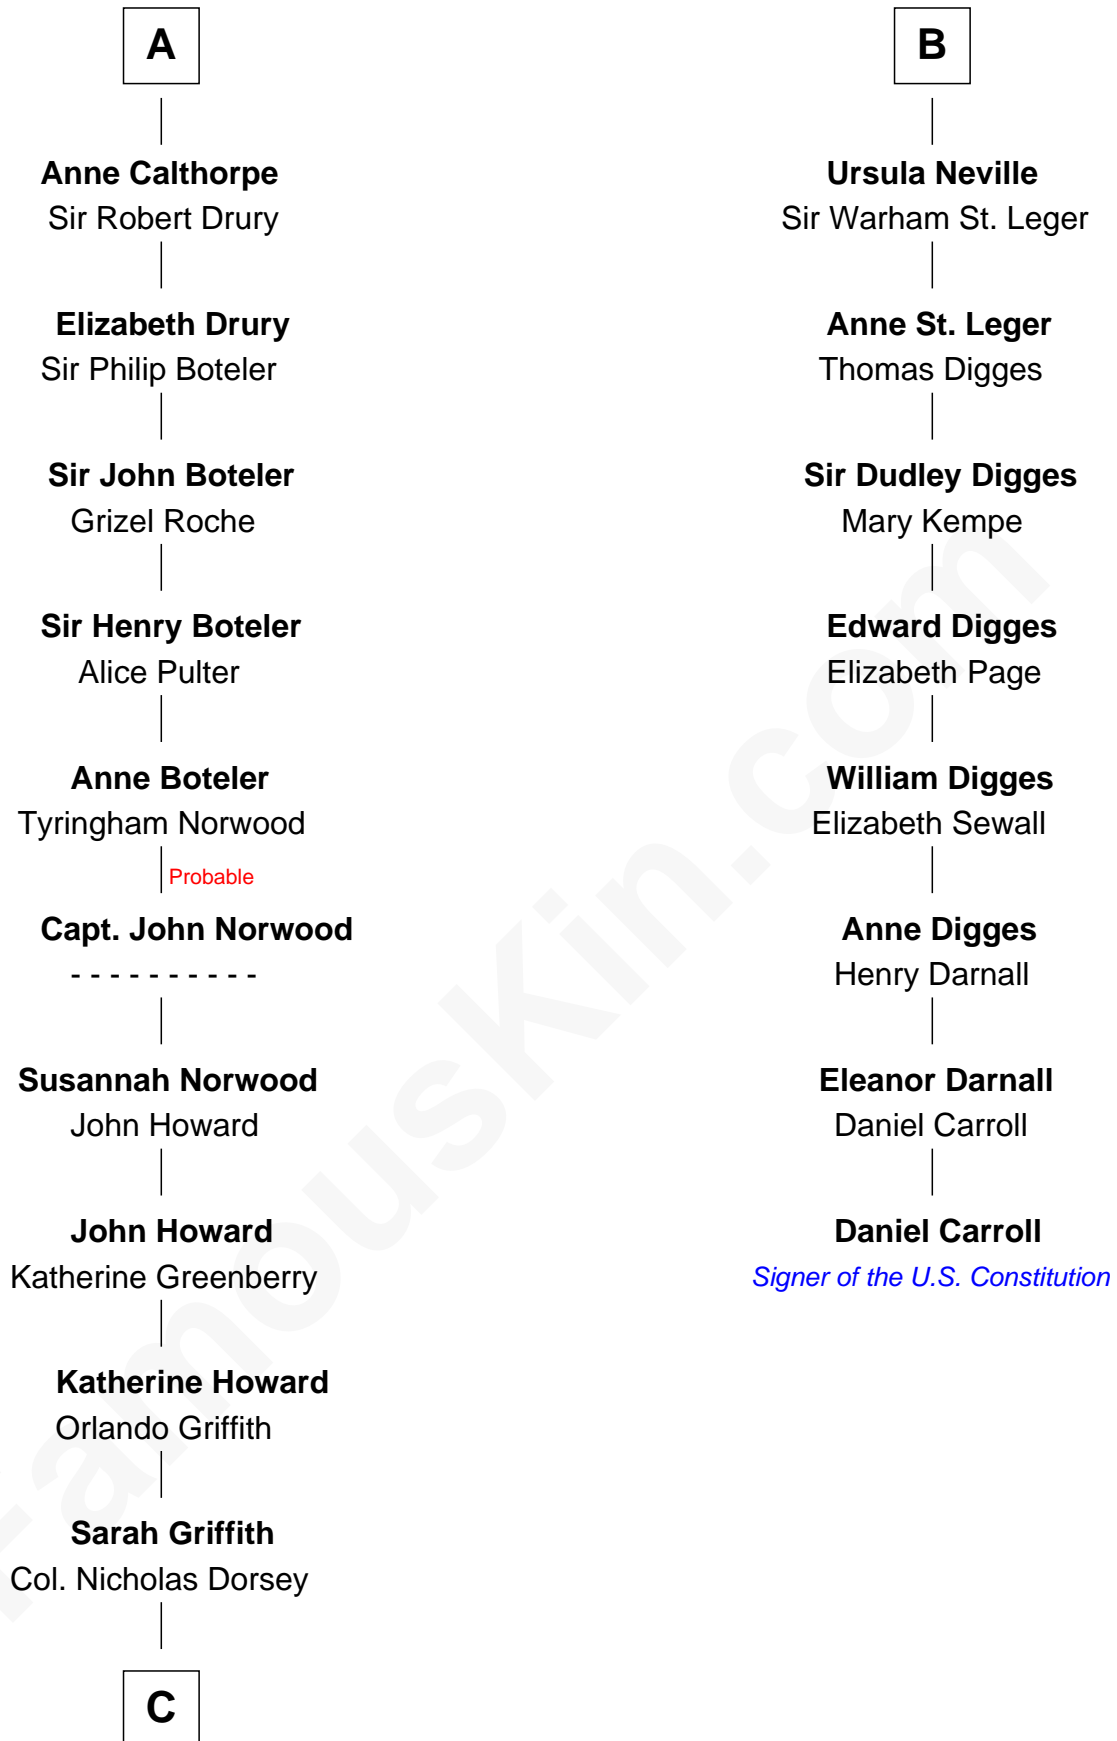 A
Anne Calthorpe
Sir Robert Drury
Elizabeth Drury
Sir Philip Boteler
Sir John Boteler
Grizel Roche
Sir Henry Boteler
Alice Pulter
Anne Boteler
Tyringham Norwood
Probable
Capt. John Norwood
- - - - - - - - - -
Susannah Norwood
John Howard
John Howard
Katherine Greenberry
Katherine Howard
Orlando Griffith
Sarah Griffith
Col. Nicholas Dorsey
C
B
Ursula Neville
Sir Warham St. Leger
Anne St. Leger
Thomas Digges
Sir Dudley Digges
Mary Kempe
Edward Digges
Elizabeth Page
William Digges
Elizabeth Sewall
Anne Digges
Henry Darnall
Eleanor Darnall
Daniel Carroll
Daniel Carroll
Signer of the U.S. Constitution
FamousKin.com